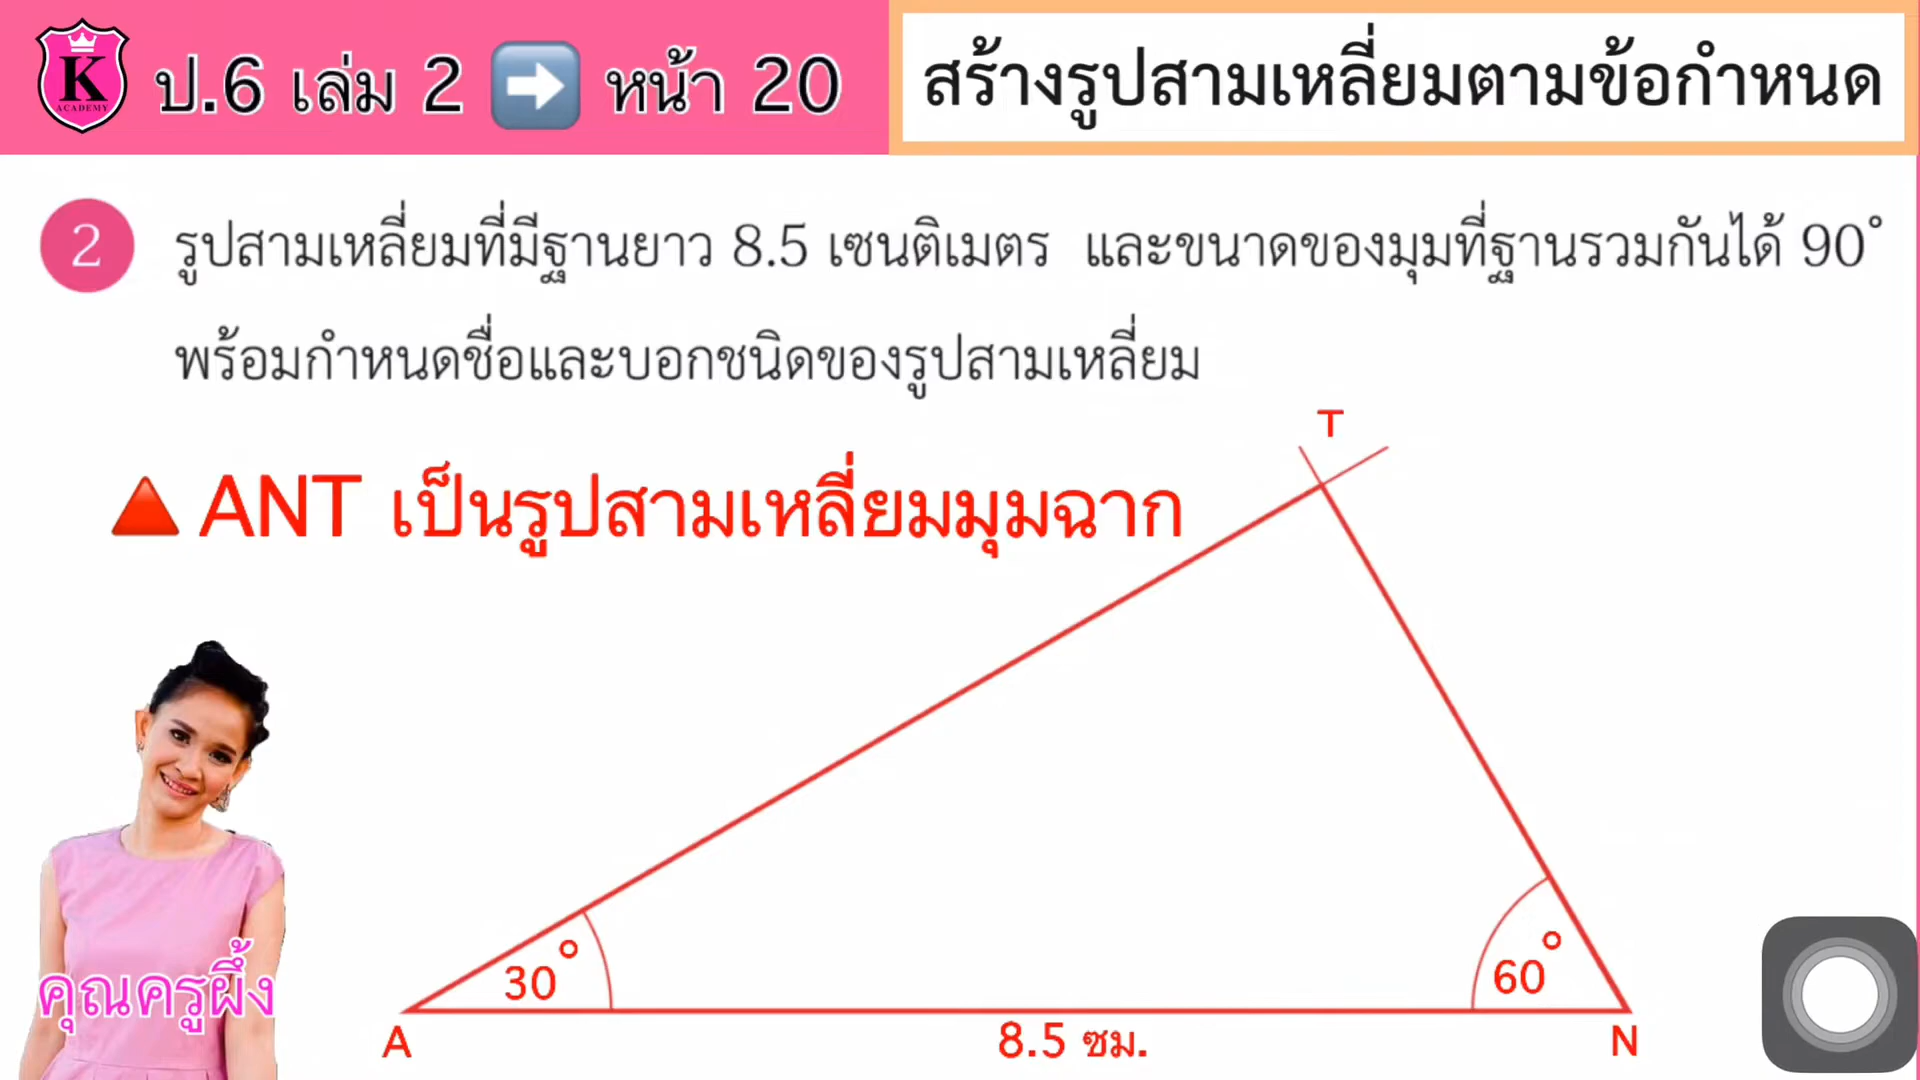 K
ACADEMY
ป.6 เล่ม 2 ➡ หน้า 20
สร้างรูปสามเหลี่ยมตามข้อกำหนด
2 รูปสามเหลี่ยมที่มีฐานยาว 8.5 เซนติเมตร และขนาดของมุมที่ฐานรวมกันได้ 90°
พร้อมกำหนดชื่อและบอกชนิดของรูปสามเหลี่ยม
T
🔺 ANT เป็นรูปสามเหลี่ยมมุมฉาก
30°
60°
คุณครูผึ้ง
A
8.5 ซม.
N